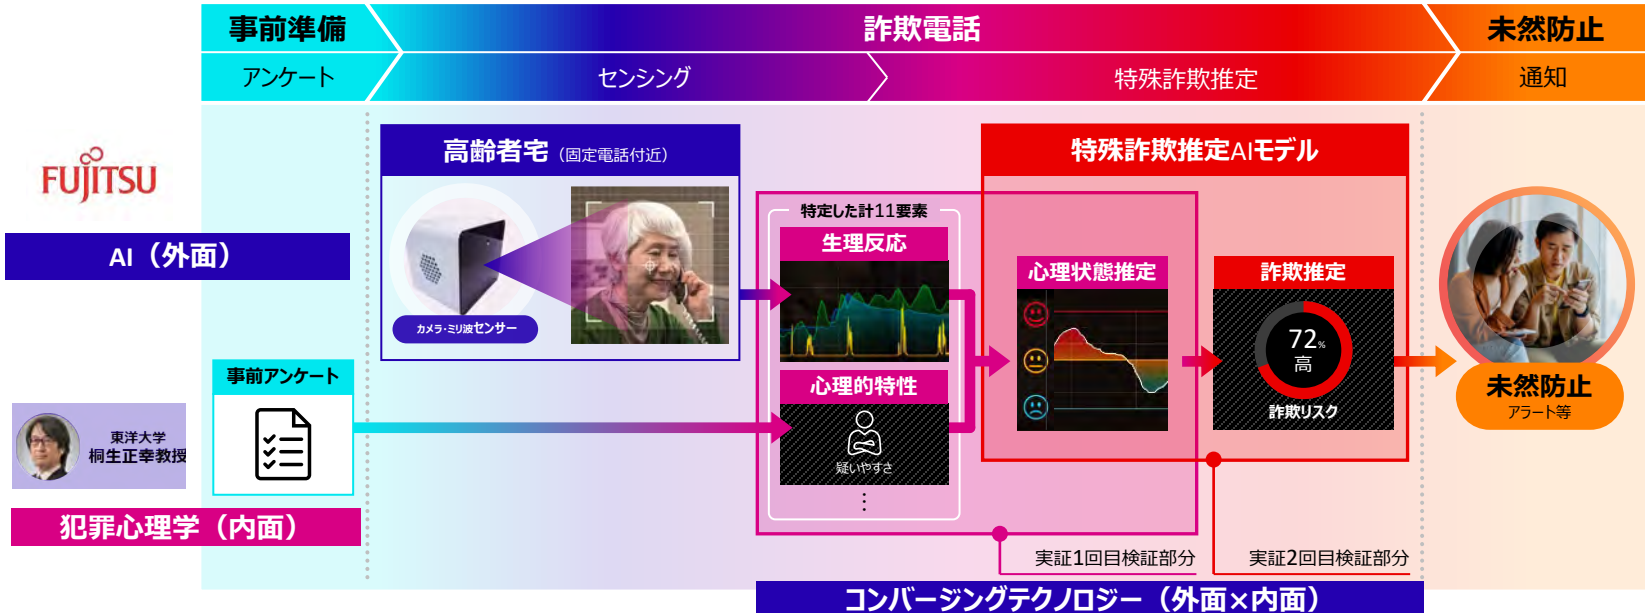 事前準備
詐欺電話
未然防止
アンケート
センシング
特殊詐欺推定
通知
FUJITSU
AI（外面）
高齢者宅（固定電話付近）
カメラ・ミリ波センサー
特殊詐欺推定AIモデル
特定した計11要素
生理反応
心理状態推定
詐欺推定
72%
高
詐欺リスク
未然防止
アラート等
事前アンケート
心理的特性
疑いやすさ
⋮
東洋大学
桐生正幸教授
犯罪心理学（内面）
実証1回目検証部分
実証2回目検証部分
コンバージングテクノロジー（外面×内面）